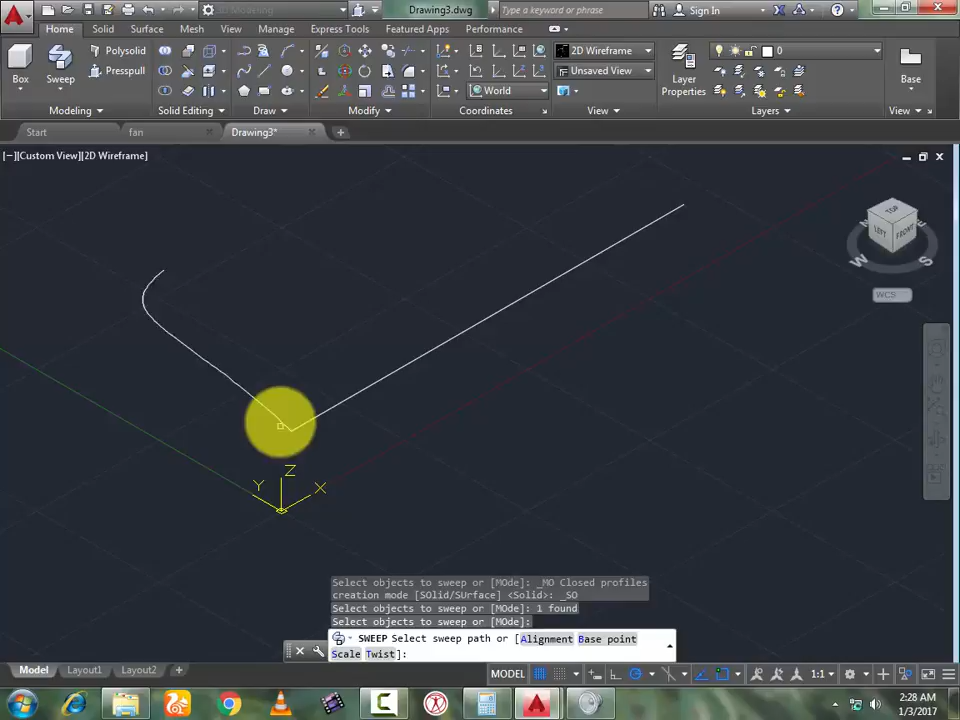 3D Modeling
Drawing3.dwg
Type a keyword or phrase
Sign In
Home
Solid
Surface
Mesh
View
Manage
Express Tools
Featured Apps
Performance
Box
Sweep
Polysolid
Presspull
2D Wireframe
Unsaved View
World
Layer
Properties
0
Base
Modeling
Solid Editing
Draw
Modify
Coordinates
View
Layers
View
Start
fan
Drawing3*
[−][Custom View][2D Wireframe]
TOP
LEFT
FRONT
W
S
WCS
Z
Y
X
Select objects to sweep or [MOde]: _MO Closed profiles
creation mode [SOlid/SUrface] <Solid>: _SO
Select objects to sweep or [MOde]: 1 found
Select objects to sweep or [MOde]:
SWEEP Select sweep path or [Alignment Base point
Scale Twist]:
Model
Layout1
Layout2
MODEL
1:1
2:28 AM
1/3/2017